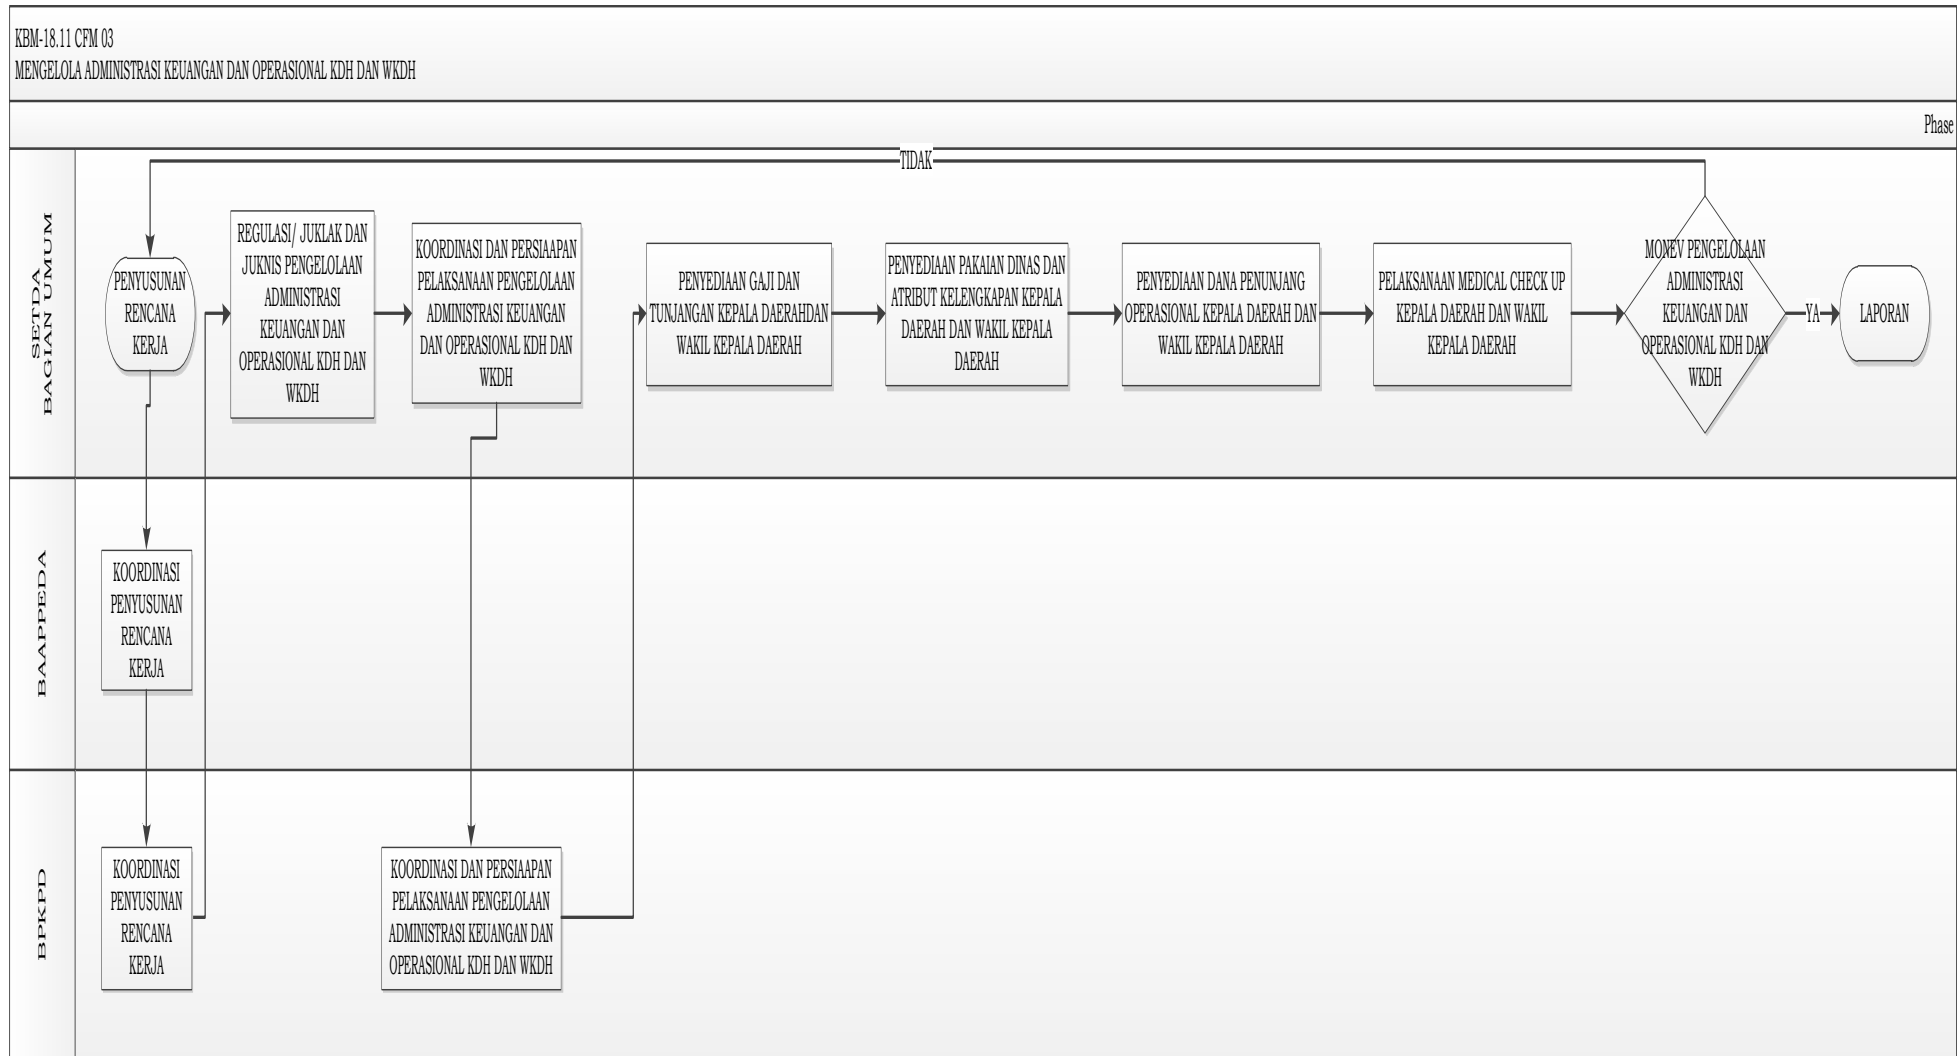 KBM-18.11 CFM 03
MENGELOLA ADMINISTRASI KEUANGAN DAN OPERASIONAL KDH DAN WKDH
Phase
SETDA
BAGIAN UMUM
TIDAK
PENYUSUNAN
RENCANA
KERJA
REGULASI/ JUKLAK DAN
JUKNIS PENGELOLAAN
ADMINISTRASI
KEUANGAN DAN
OPERASIONAL KDH DAN
WKDH
KOORDINASI DAN PERSIAAPAN
PELAKSANAAN PENGELOLAAN
ADMINISTRASI KEUANGAN
DAN OPERASIONAL KDH DAN
WKDH
PENYEDIAAN GAJI DAN
TUNJANGAN KEPALA DAERAHDAN
WAKIL KEPALA DAERAH
PENYEDIAAN PAKAIAN DINAS DAN
ATRIBUT KELENGKAPAN KEPALA
DAERAH DAN WAKIL KEPALA
DAERAH
PENYEDIAAN DANA PENUNJANG
OPERASIONAL KEPALA DAERAH DAN
WAKIL KEPALA DAERAH
PELAKSANAAN MEDICAL CHECK UP
KEPALA DAERAH DAN WAKIL
KEPALA DAERAH
MONEV PENGELOLAAN
ADMINISTRASI
KEUANGAN DAN
OPERASIONAL KDH DAN
WKDH
YA
LAPORAN
BAAPPEDA
KOORDINASI
PENYUSUNAN
RENCANA
KERJA
BPKPD
KOORDINASI
PENYUSUNAN
RENCANA
KERJA
KOORDINASI DAN PERSIAAPAN
PELAKSANAAN PENGELOLAAN
ADMINISTRASI KEUANGAN DAN
OPERASIONAL KDH DAN WKDH